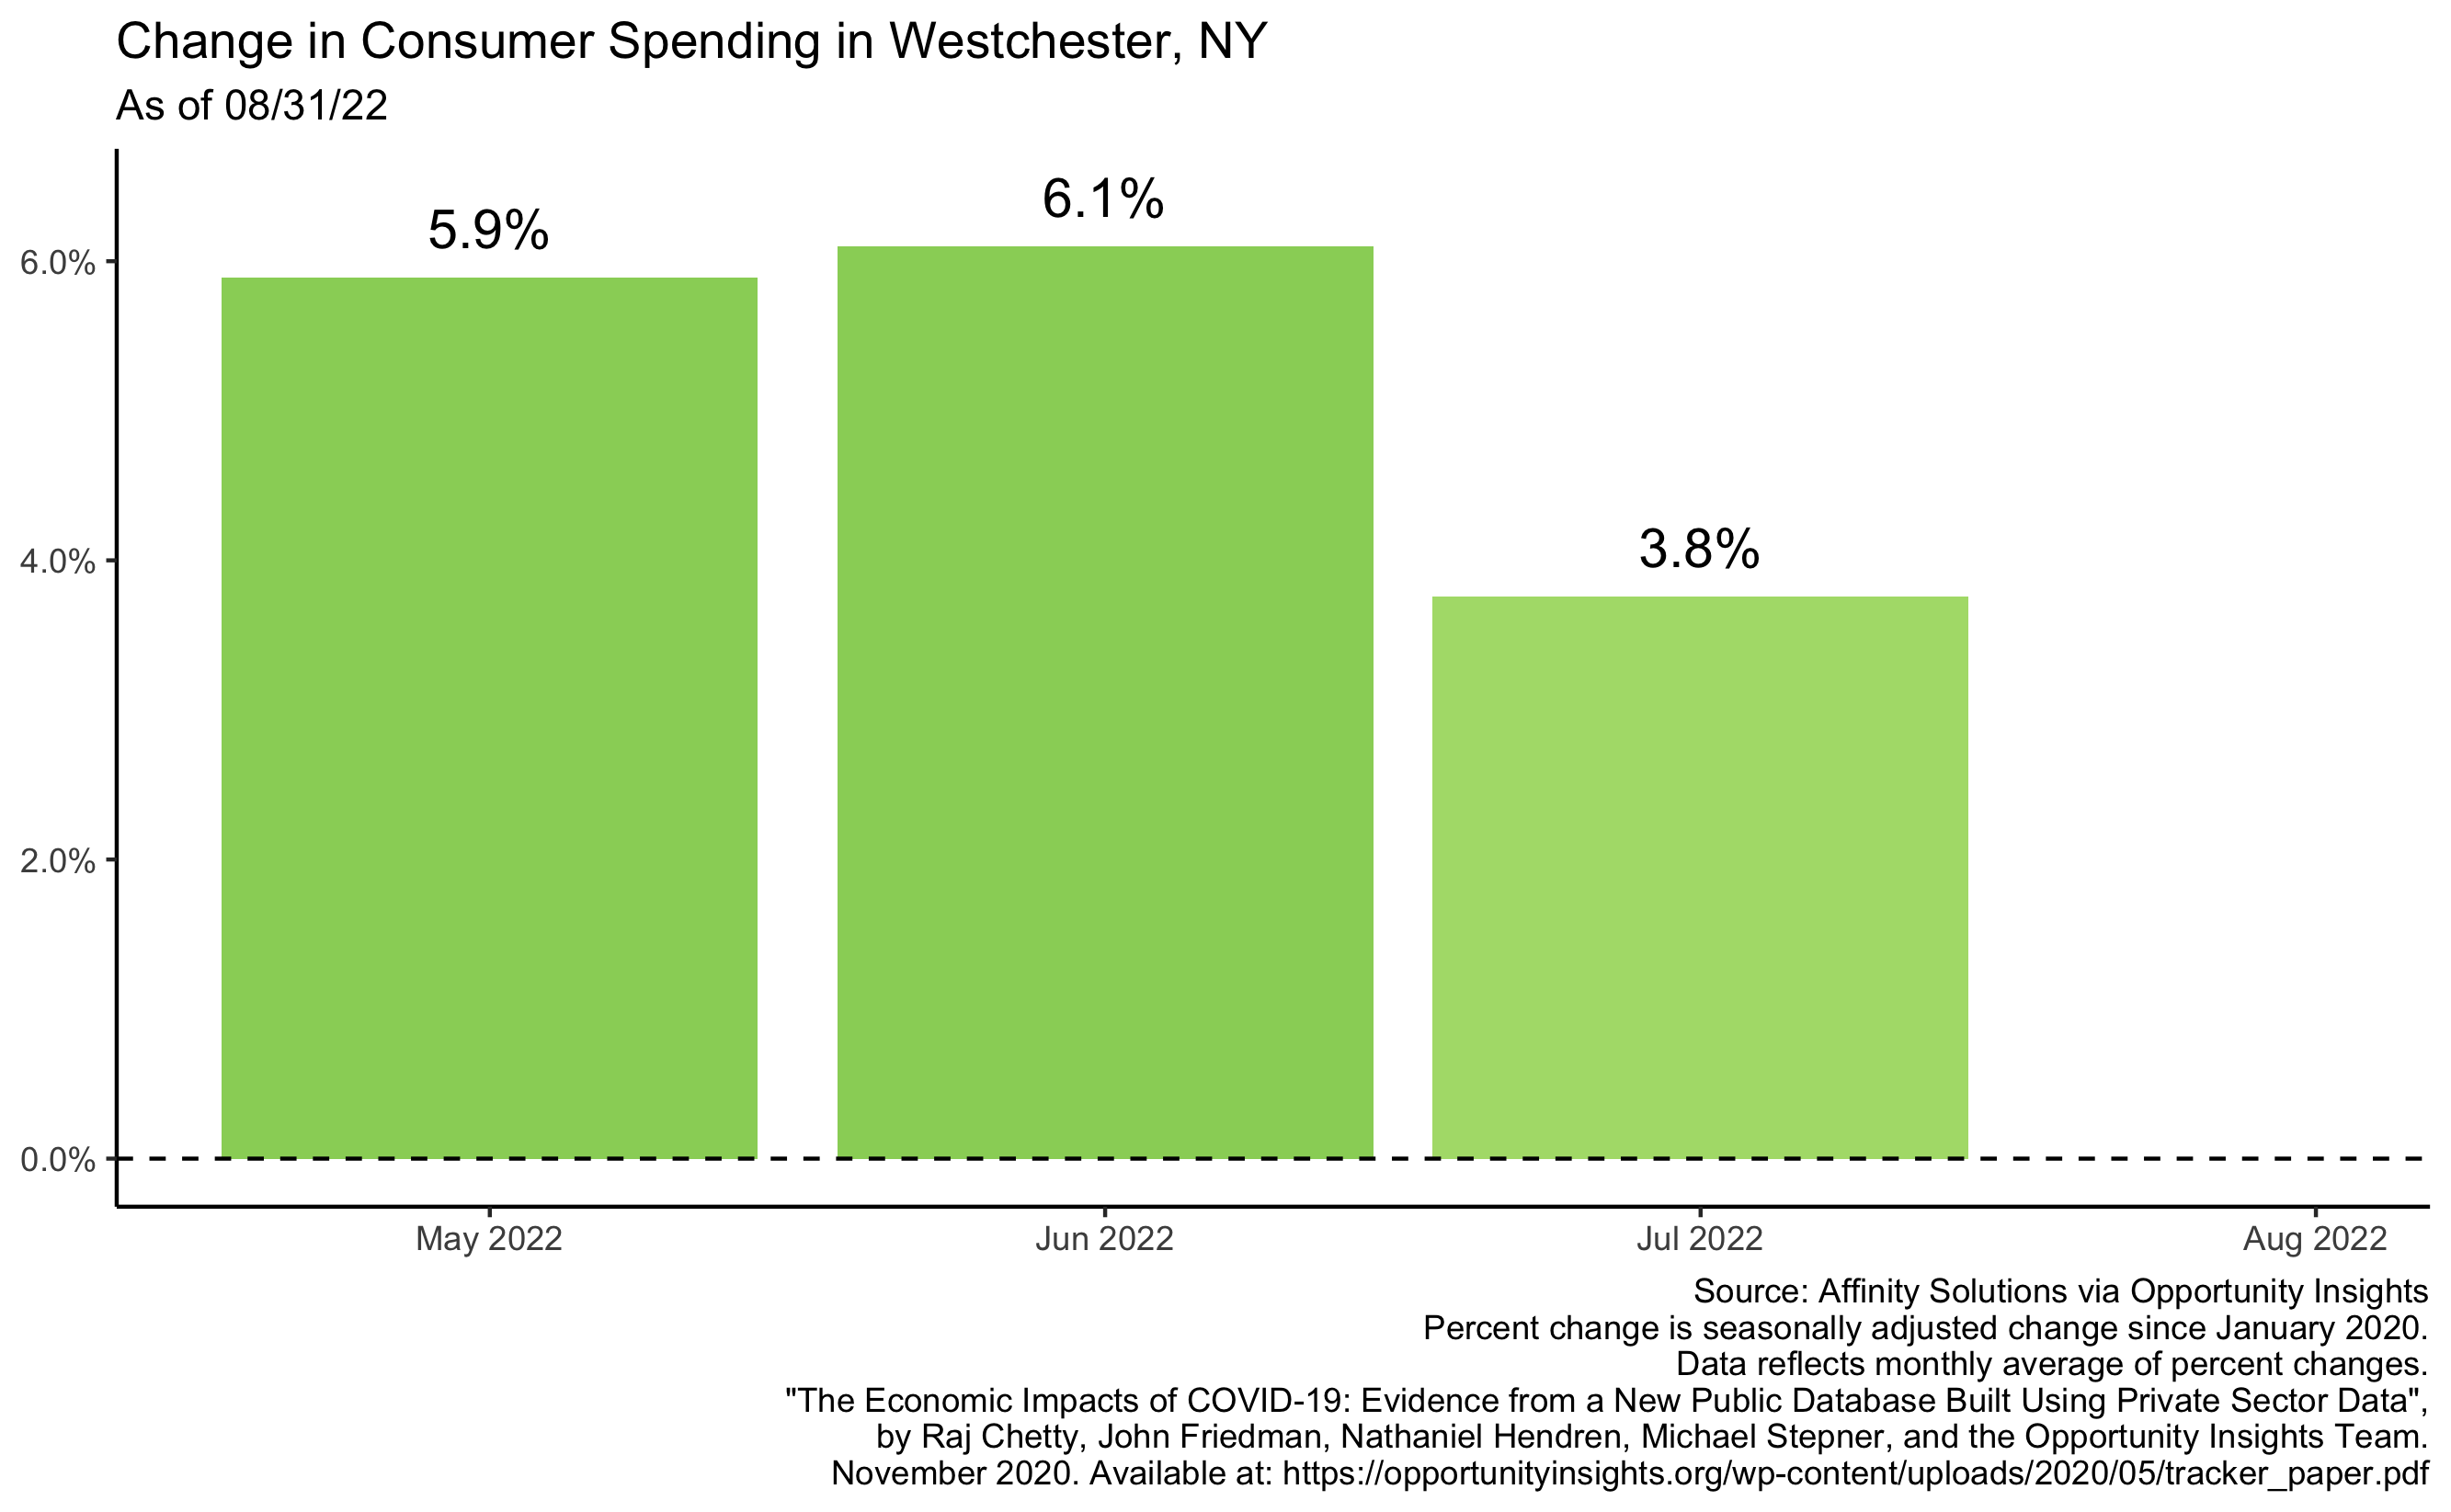 Change in Consumer Spending in Westchester, NY
As of 08/31/22
5.9%
6.1%
3.8%
6.0%
4.0%
2.0%
0.0%
May 2022
Jun 2022
Jul 2022
Aug 2022
Source: Affinity Solutions via Opportunity Insights
Percent change is seasonally adjusted change since January 2020.
Data reflects monthly average of percent changes.
"The Economic Impacts of COVID-19: Evidence from a New Public Database Built Using Private Sector Data",
by Raj Chetty, John Friedman, Nathaniel Hendren, Michael Stepner, and the Opportunity Insights Team.
November 2020. Available at: https://opportunityinsights.org/wp-content/uploads/2020/05/tracker_paper.pdf